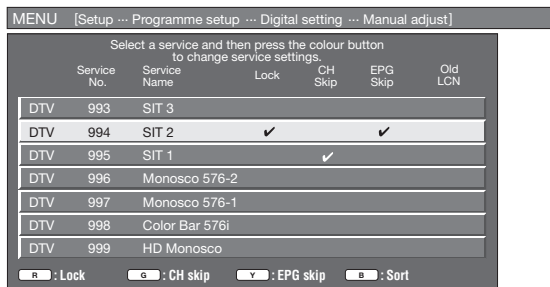 MENU [Setup ··· Programme setup ··· Digital setting ··· Manual adjust]
Select a service and then press the colour button
to change service settings.
Service No. Service Name Lock CH Skip EPG Skip Old LCN
DTV 993 SIT 3
DTV 994 SIT 2 ✔ ✔
DTV 995 SIT 1 ✔
DTV 996 Monosco 576-2
DTV 997 Monosco 576-1
DTV 998 Color Bar 576i
DTV 999 HD Monosco
R : Lock G : CH skip Y : EPG skip B : Sort